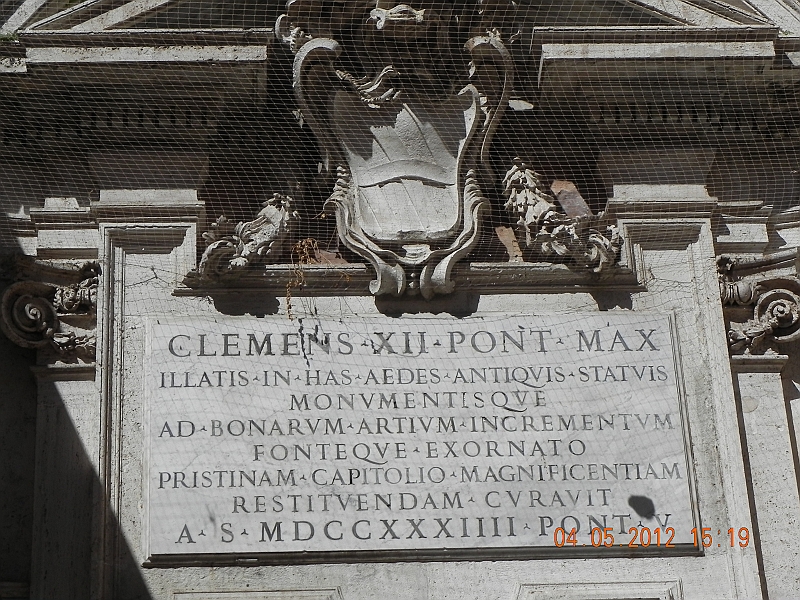 CLEMENS·XII·PONT·MAX
ILLATIS·IN·HAS·AEDES·ANTIQVIS·STATVIS
MONVMENTISQVE
AD·BONARVM·ARTIVM·INCREMENTVM
FONTEQVE·EXORNATO
PRISTINAM·CAPITOLIO·MAGNIFICENTIAM
RESTITVENDAM·CVRAVIT
A·S·MDCCXXXIIII·PONT·V
04.05.2012 15:19